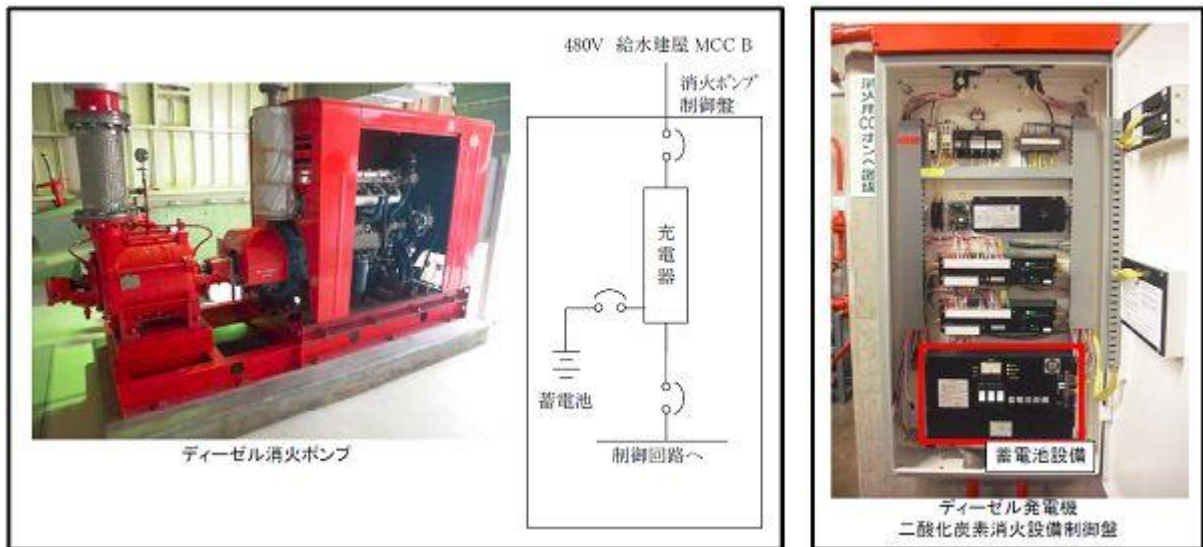 480V 給水建屋 MCC B
消火ポンプ
制御盤
充電器
蓄電池
制御回路へ
ディーゼル消火ポンプ
蓄電池設備
ディーゼル発電機
二酸化炭素消火設備制御盤